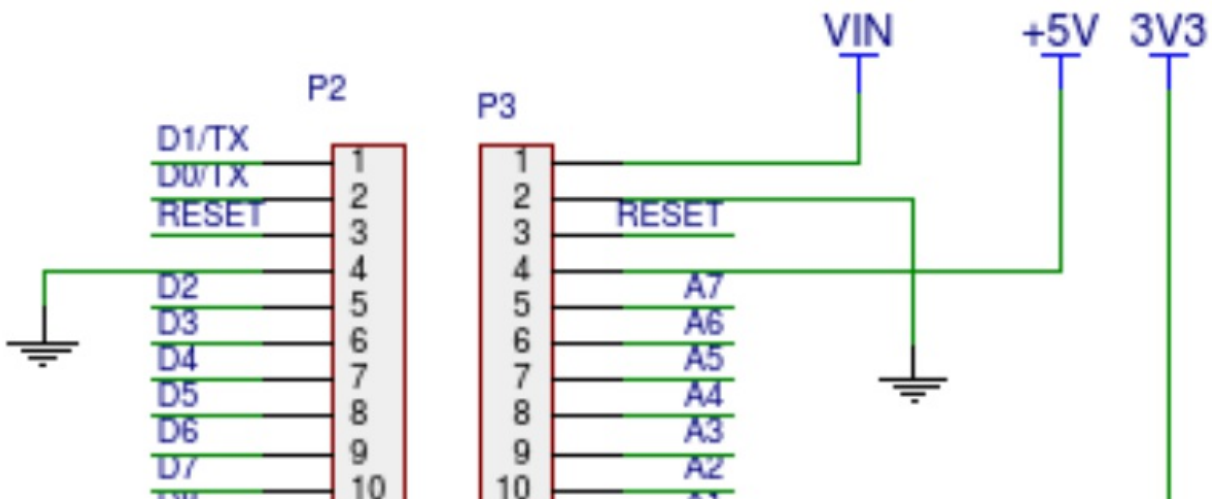 VIN +5V 3V3
P2 P3
D1/TX 1 1
D0/TX 2 2
RESET 3 3 RESET
4 4
D2 5 5 A7
D3 6 6 A6
D4 7 7 A5
D5 8 8 A4
D6 9 9 A3
D7 10 10 A2